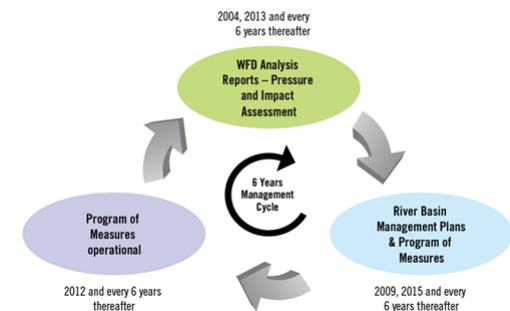 2004, 2013 and every
6 years thereafter
WFD Analysis
Reports – Pressure
and Impact
Assessment
6 Years
Management
Cycle
Program of
Measures
operational
2012 and every 6 years
thereafter
River Basin
Management Plans
& Program of
Measures
2009, 2015 and every
6 years thereafter